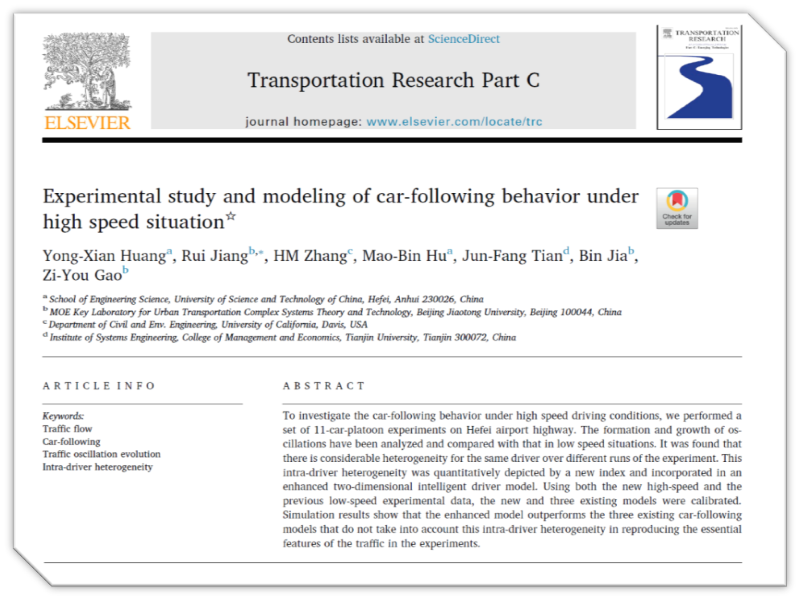 Contents lists available at ScienceDirect
TRANSPORTATION
RESEARCH
Transportation Research Part C
ELSEVIER
journal homepage: www.elsevier.com/locate/trc
Experimental study and modeling of car-following behavior under
high speed situation☆
Check for
updates
Yong-Xian Huangᵃ, Rui Jiangᵇ,*, HM Zhangᶜ, Mao-Bin Huᵃ, Jun-Fang Tianᵈ, Bin Jiaᵇ,
Zi-You Gaoᵇ
ᵃ School of Engineering Science, University of Science and Technology of China, Hefei, Anhui 230026, China
ᵇ MOE Key Laboratory for Urban Transportation Complex Systems Theory and Technology, Beijing Jiaotong University, Beijing 100044, China
ᶜ Department of Civil and Env. Engineering, University of California, Davis, USA
ᵈ Institute of Systems Engineering, College of Management and Economics, Tianjin University, Tianjin 300072, China
ARTICLE INFO
Keywords:
Traffic flow
Car-following
Traffic oscillation evolution
Intra-driver heterogeneity
ABSTRACT
To investigate the car-following behavior under high speed driving conditions, we performed a
set of 11-car-platoon experiments on Hefei airport highway. The formation and growth of os-
cillations have been analyzed and compared with that in low speed situations. It was found that
there is considerable heterogeneity for the same driver over different runs of the experiment. This
intra-driver heterogeneity was quantitatively depicted by a new index and incorporated in an
enhanced two-dimensional intelligent driver model. Using both the new high-speed and the
previous low-speed experimental data, the new and three existing models were calibrated.
Simulation results show that the enhanced model outperforms the three existing car-following
models that do not take into account this intra-driver heterogeneity in reproducing the essential
features of the traffic in the experiments.